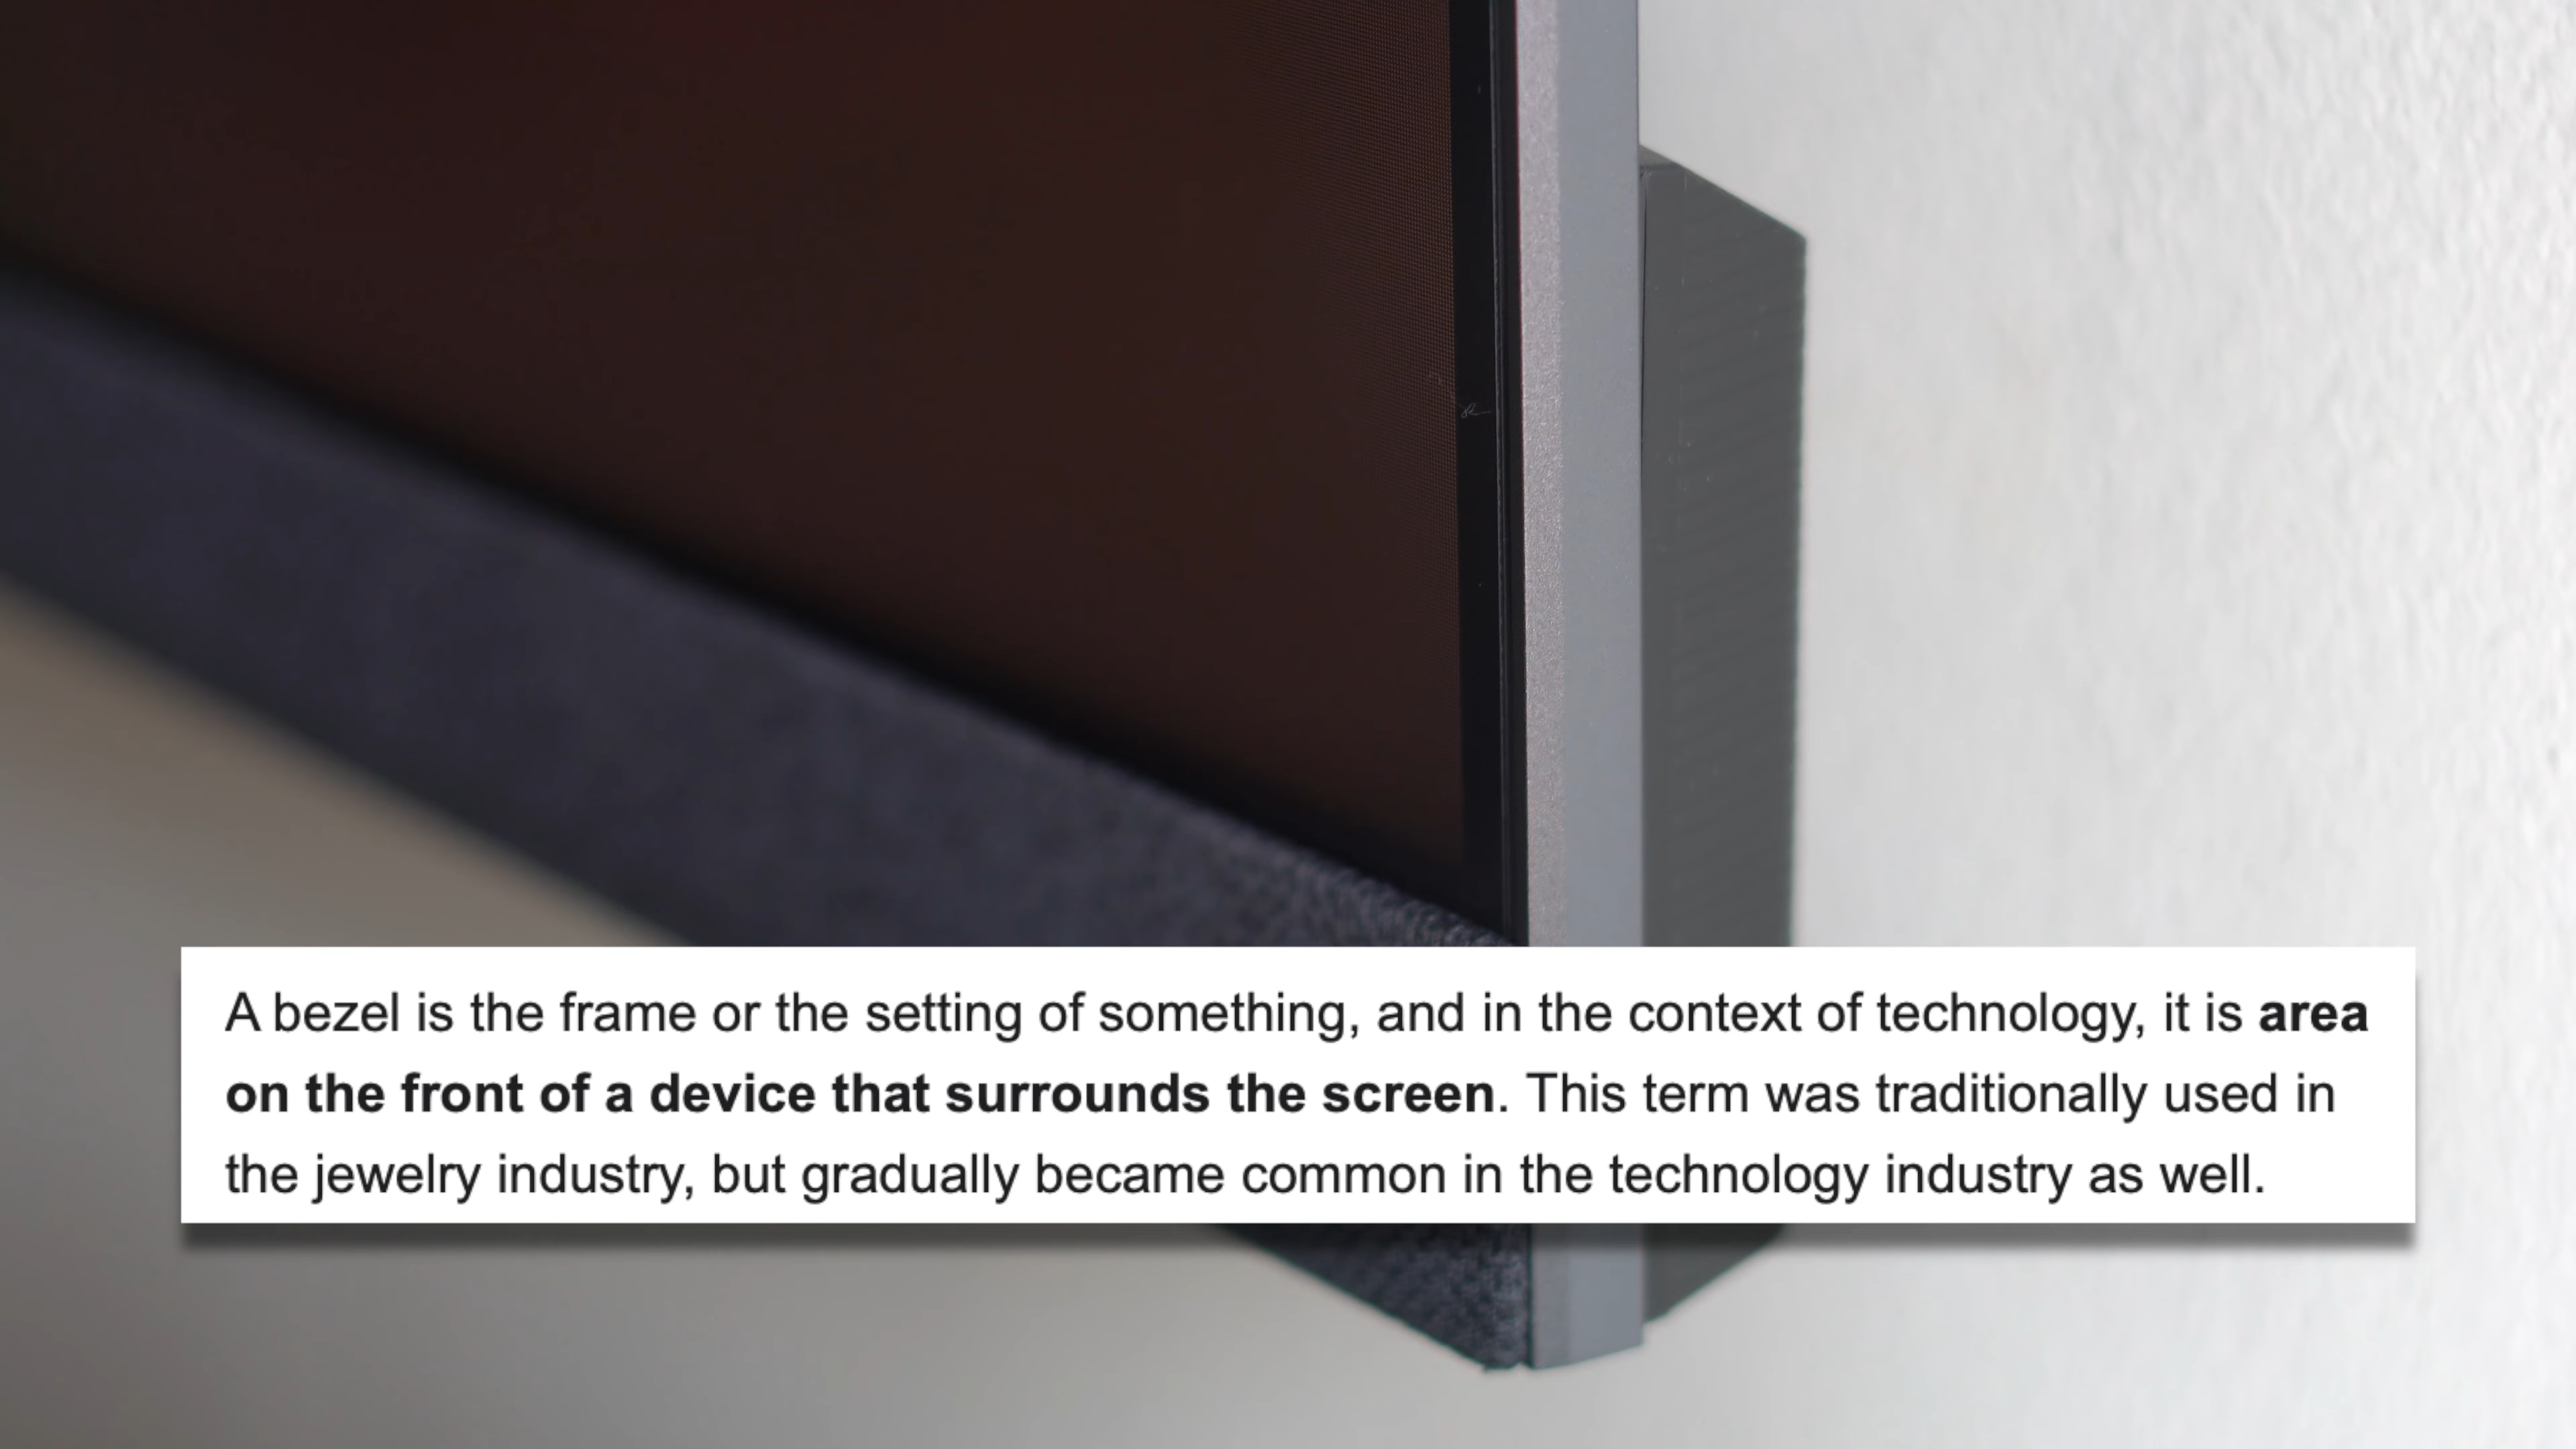 A bezel is the frame or the setting of something, and in the context of technology, it is area
on the front of a device that surrounds the screen. This term was traditionally used in
the jewelry industry, but gradually became common in the technology industry as well.